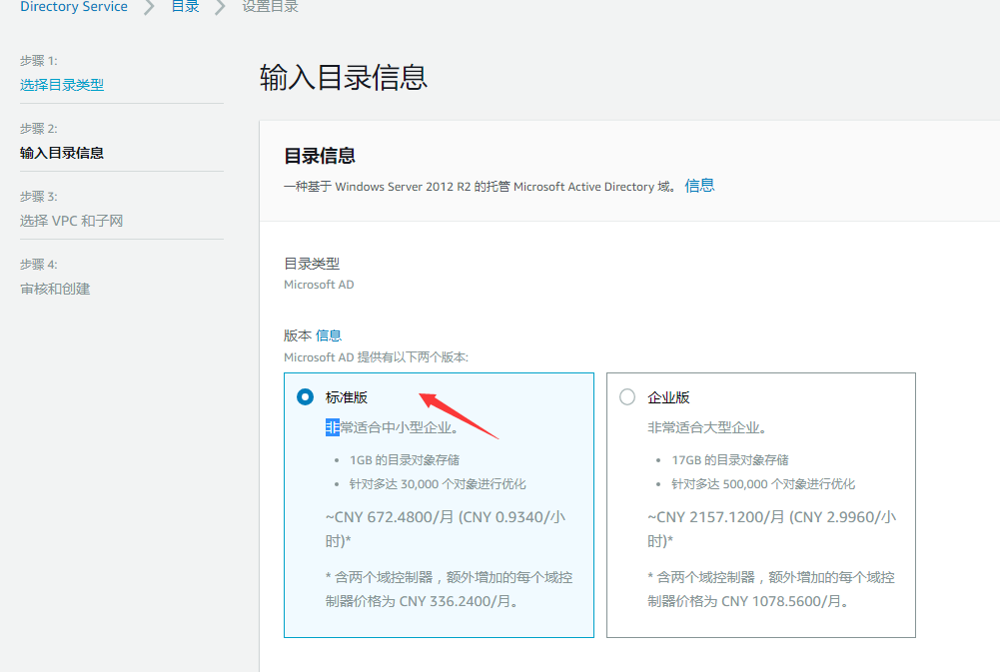 Directory Service > 目录 > 设置目录
步骤 1:
选择目录类型
步骤 2:
输入目录信息
步骤 3:
选择 VPC 和子网
步骤 4:
审核和创建
输入目录信息
目录信息
一种基于 Windows Server 2012 R2 的托管 Microsoft Active Directory 域。 信息
目录类型
Microsoft AD
版本 信息
Microsoft AD 提供有以下两个版本:
标准版
非常适合中小型企业。
• 1GB 的目录对象存储
• 针对多达 30,000 个对象进行优化
~CNY 672.4800/月 (CNY 0.9340/小
时)*
* 含两个域控制器，额外增加的每个域控
制器价格为 CNY 336.2400/月。
企业版
非常适合大型企业。
• 17GB 的目录对象存储
• 针对多达 500,000 个对象进行优化
~CNY 2157.1200/月 (CNY 2.9960/小
时)*
* 含两个域控制器，额外增加的每个域控
制器价格为 CNY 1078.5600/月。